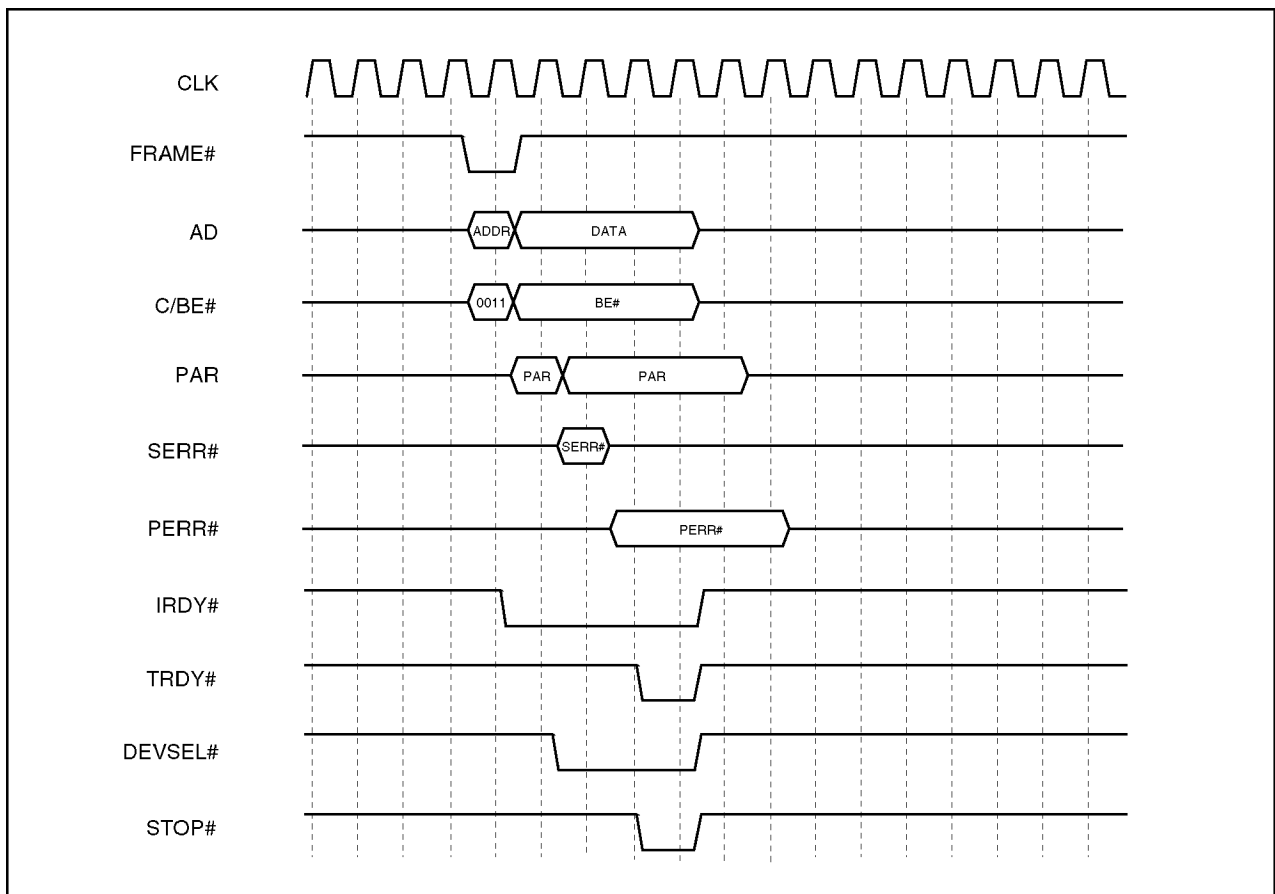 CLK
FRAME#
AD
ADDR DATA
C/BE#
0011 BE#
PAR
PAR PAR
SERR#
SERR#
PERR#
PERR#
IRDY#
TRDY#
DEVSEL#
STOP#